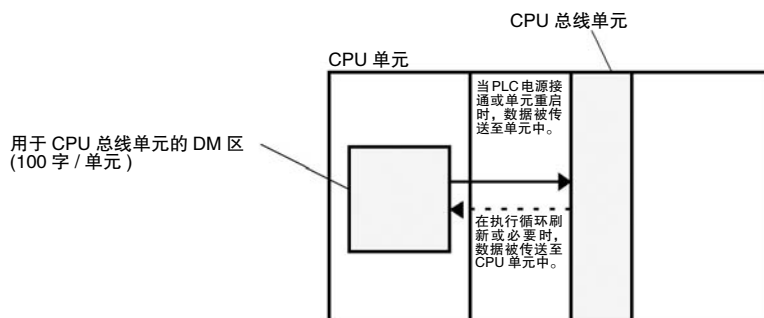 CPU 总线单元
CPU 单元
当PLC电源接
通或单元重启
时，数据被传
送至单元中。
用于 CPU 总线单元的 DM 区
(100 字 / 单元 )
在执行循环刷
新或必要时，
数据被传送至
CPU 单元中。